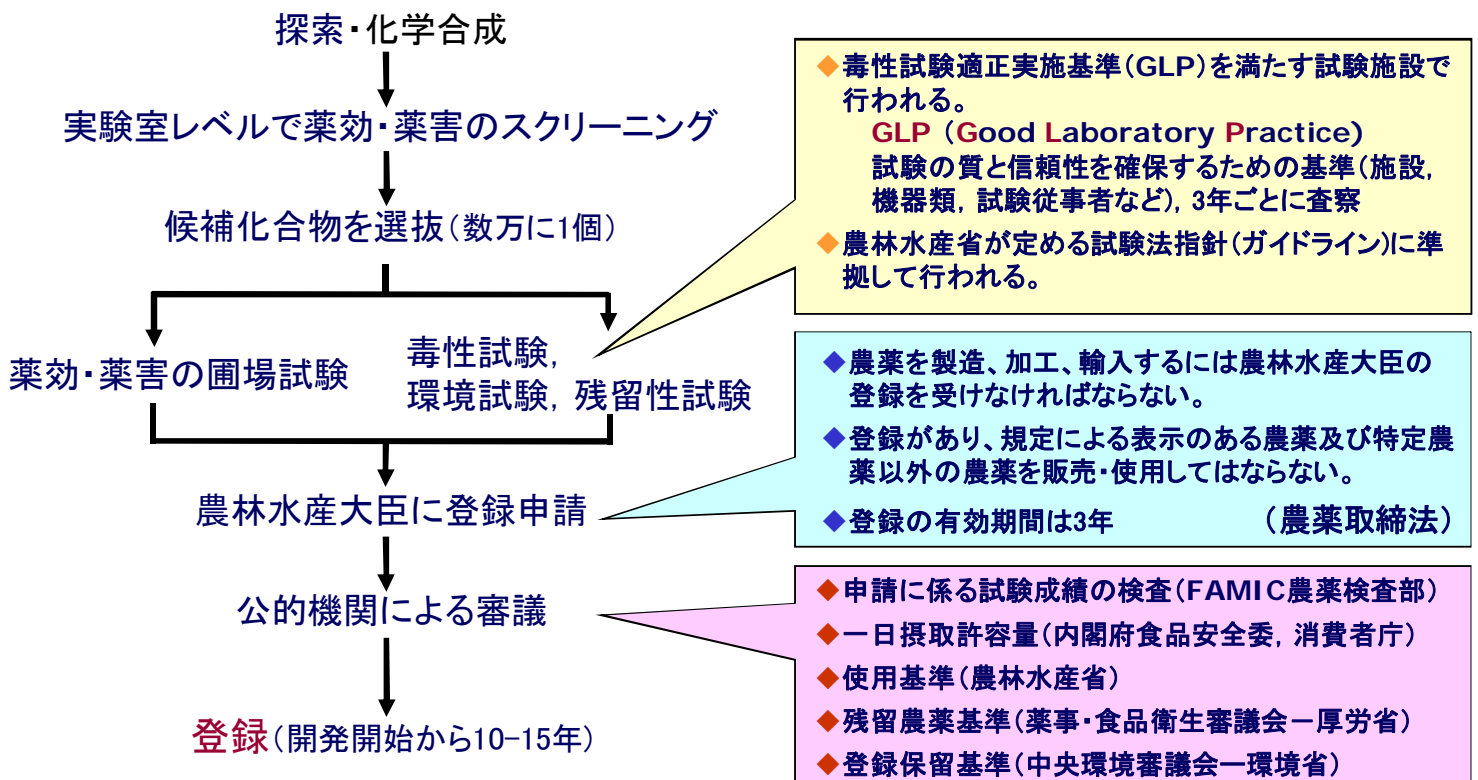 探索・化学合成
実験室レベルで薬効・薬害のスクリーニング
候補化合物を選抜（数万に1個）
薬効・薬害の圃場試験
毒性試験，
環境試験，残留性試験
農林水産大臣に登録申請
公的機関による審議
登録（開発開始から10-15年）
◆毒性試験適正実施基準（GLP）を満たす試験施設で
行われる。
GLP （Good Laboratory Practice）
試験の質と信頼性を確保するための基準（施設，
機器類，試験従事者など），3年ごとに査察
◆農林水産省が定める試験法指針（ガイドライン）に準
拠して行われる。
◆農薬を製造、加工、輸入するには農林水産大臣の
登録を受けなければならない。
◆登録があり、規定による表示のある農薬及び特定農
薬以外の農薬を販売・使用してはならない。
◆登録の有効期間は3年 （農薬取締法）
◆申請に係る試験成績の検査（FAMIC農薬検査部）
◆一日摂取許容量（内閣府食品安全委，消費者庁）
◆使用基準（農林水産省）
◆残留農薬基準（薬事・食品衛生審議会－厚労省）
◆登録保留基準（中央環境審議会―環境省）